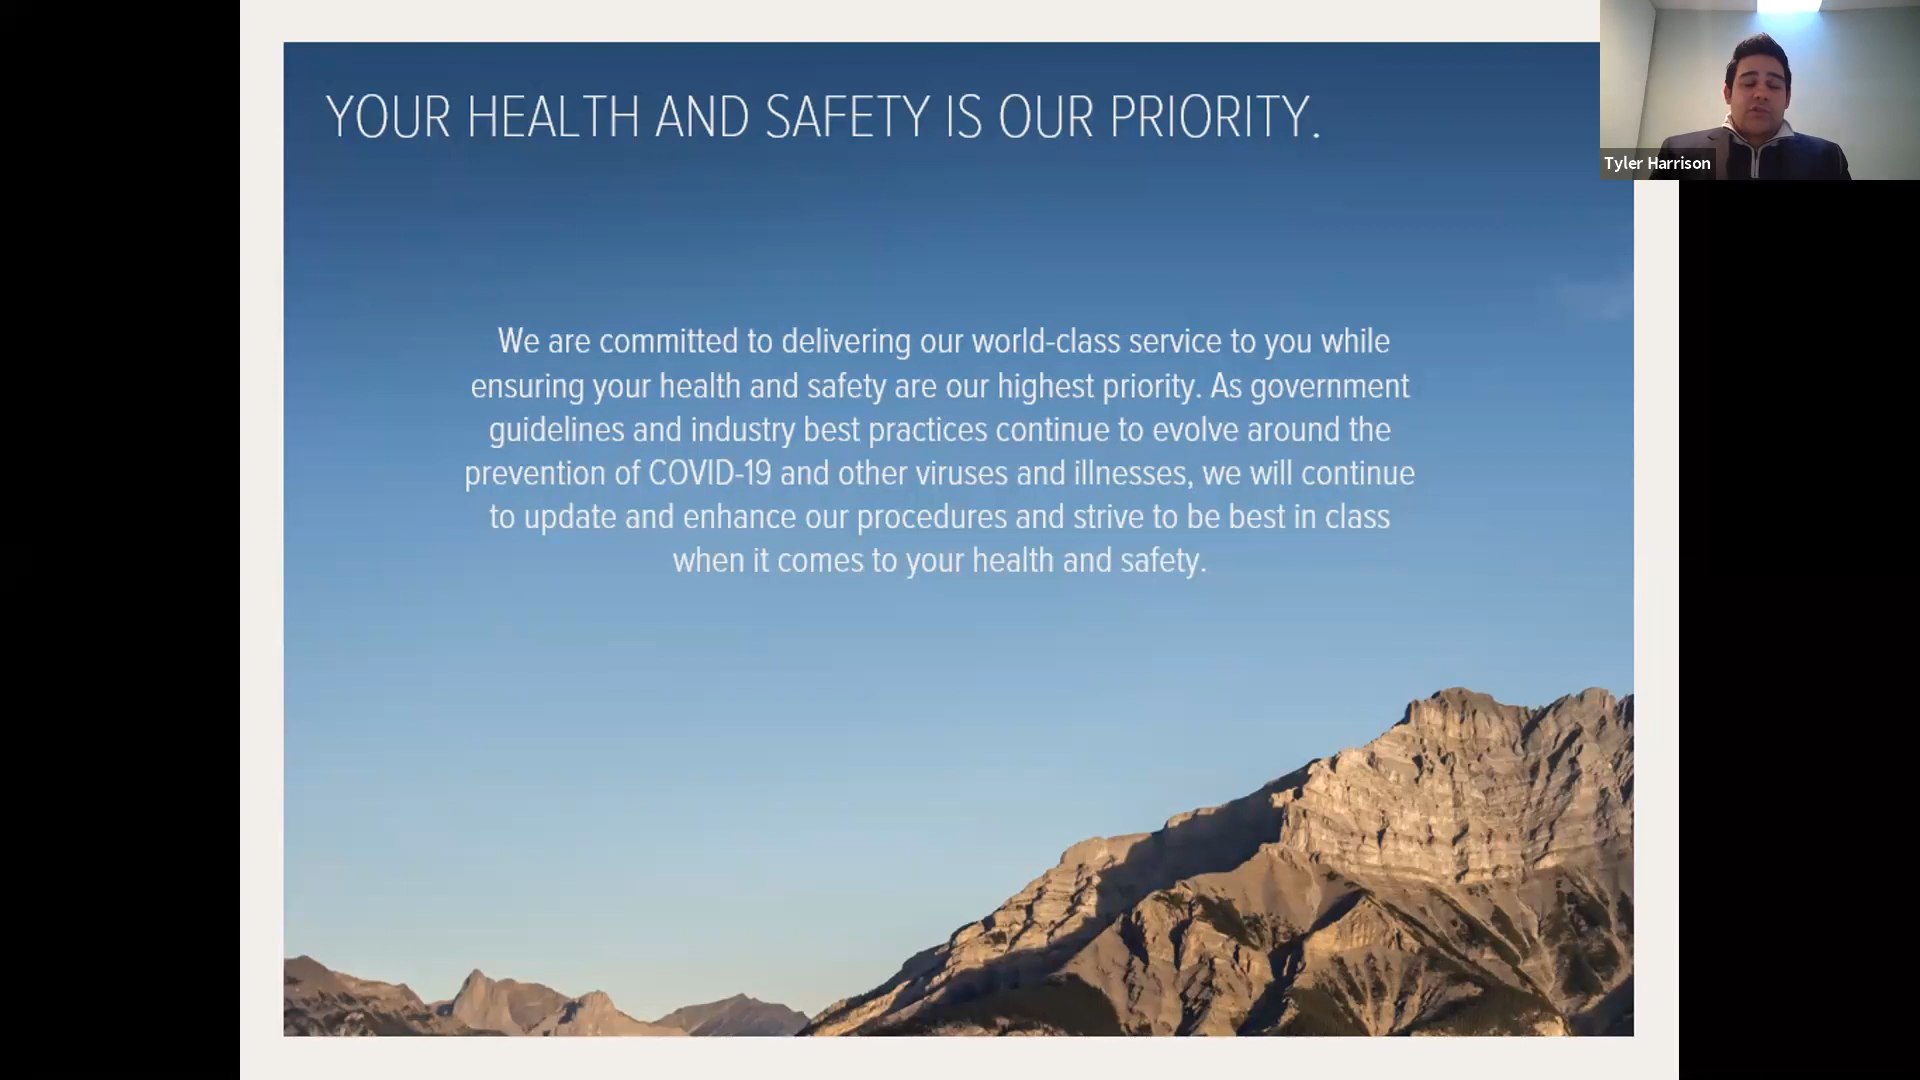 YOUR HEALTH AND SAFETY IS OUR PRIORITY.
Tyler Harrison
We are committed to delivering our world-class service to you while
ensuring your health and safety are our highest priority. As government
guidelines and industry best practices continue to evolve around the
prevention of COVID-19 and other viruses and illnesses, we will continue
to update and enhance our procedures and strive to be best in class
when it comes to your health and safety.